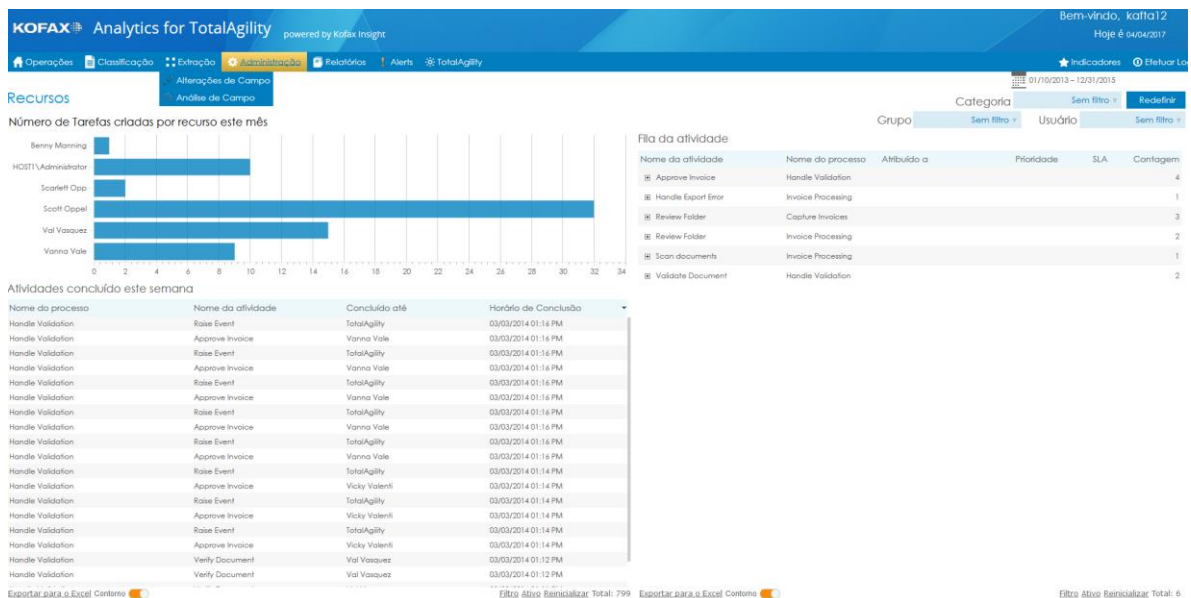 KOFAX Analytics for TotalAgility powered by Kofax Insight
Bem-vindo, kafta12
Hoje é 04/04/2017
Operações Classificação Extração Administração Relatórios Alerts TotalAgility
Indicadores Efetuar Lo
Alterações de Campo
Análise de Campo
01/10/2013 – 12/31/2015
Recursos
Categoria Sem filtro Redefinir
Grupo Sem filtro Usuário Sem filtro
Número de Tarefas criadas por recurso este mês
Benny Manning
HOST1\Administrator
Scarlett Opp
Scott Oppel
Val Vasquez
Vanna Vale
0 2 4 6 8 10 12 14 16 18 20 22 24 26 28 30 32 34
Fila da atividade
Nome da atividade Nome do processo Atribuído a Prioridade SLA Contagem
Approve Invoice Handle Validation 4
Handle Export Error Invoice Processing 1
Review Folder Capture Invoices 3
Review Folder Invoice Processing 2
Scan documents Invoice Processing 1
Validate Document Handle Validation 2
Atividades concluído este semana
Nome do processo Nome da atividade Concluído até Horário de Conclusão
Handle Validation Raise Event TotalAgility 03/03/2014 01:16 PM
Handle Validation Approve Invoice Vanna Vale 03/03/2014 01:16 PM
Handle Validation Raise Event TotalAgility 03/03/2014 01:16 PM
Handle Validation Approve Invoice Vanna Vale 03/03/2014 01:16 PM
Handle Validation Raise Event TotalAgility 03/03/2014 01:16 PM
Handle Validation Approve Invoice Vanna Vale 03/03/2014 01:16 PM
Handle Validation Raise Event TotalAgility 03/03/2014 01:16 PM
Handle Validation Approve Invoice Vanna Vale 03/03/2014 01:16 PM
Handle Validation Raise Event TotalAgility 03/03/2014 01:16 PM
Handle Validation Approve Invoice Vanna Vale 03/03/2014 01:16 PM
Handle Validation Raise Event TotalAgility 03/03/2014 01:14 PM
Handle Validation Approve Invoice Vicky Valenti 03/03/2014 01:14 PM
Handle Validation Raise Event TotalAgility 03/03/2014 01:14 PM
Handle Validation Approve Invoice Vicky Valenti 03/03/2014 01:14 PM
Handle Validation Raise Event TotalAgility 03/03/2014 01:14 PM
Handle Validation Approve Invoice Vicky Valenti 03/03/2014 01:14 PM
Handle Validation Verify Document Val Vasquez 03/03/2014 01:12 PM
Handle Validation Verify Document Val Vasquez 03/03/2014 01:12 PM
Exportar para o Excel Contorno Filtro Ativo Reinicializar Total: 799
Exportar para o Excel Contorno Filtro Ativo Reinicializar Total: 6